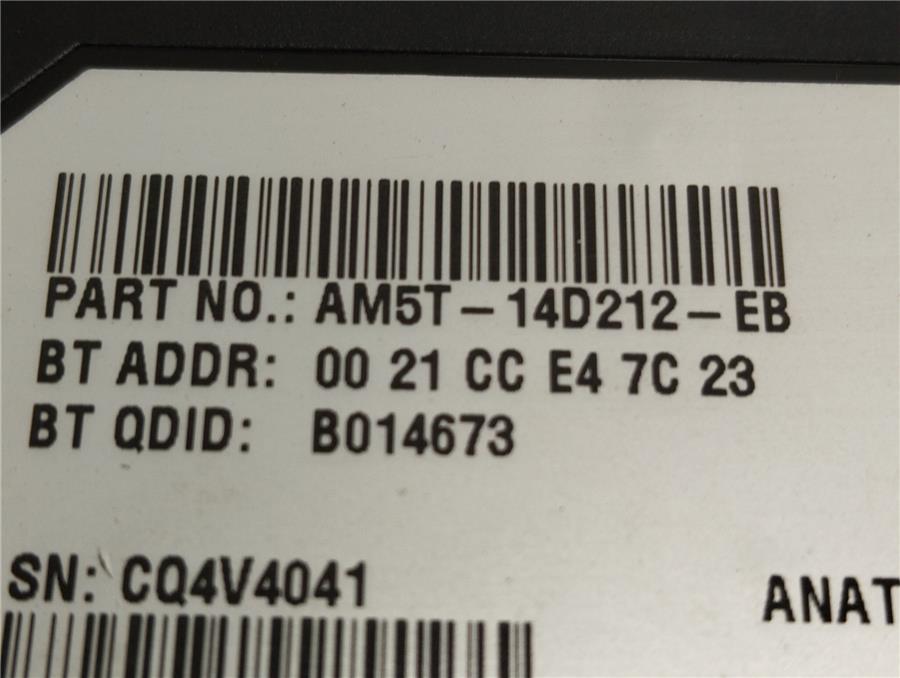 PART NO.: AM5T-14D212-EB
BT ADDR: 00 21 CC E4 7C 23
BT QDID: B014673
SN: CQ4V4041
ANAT